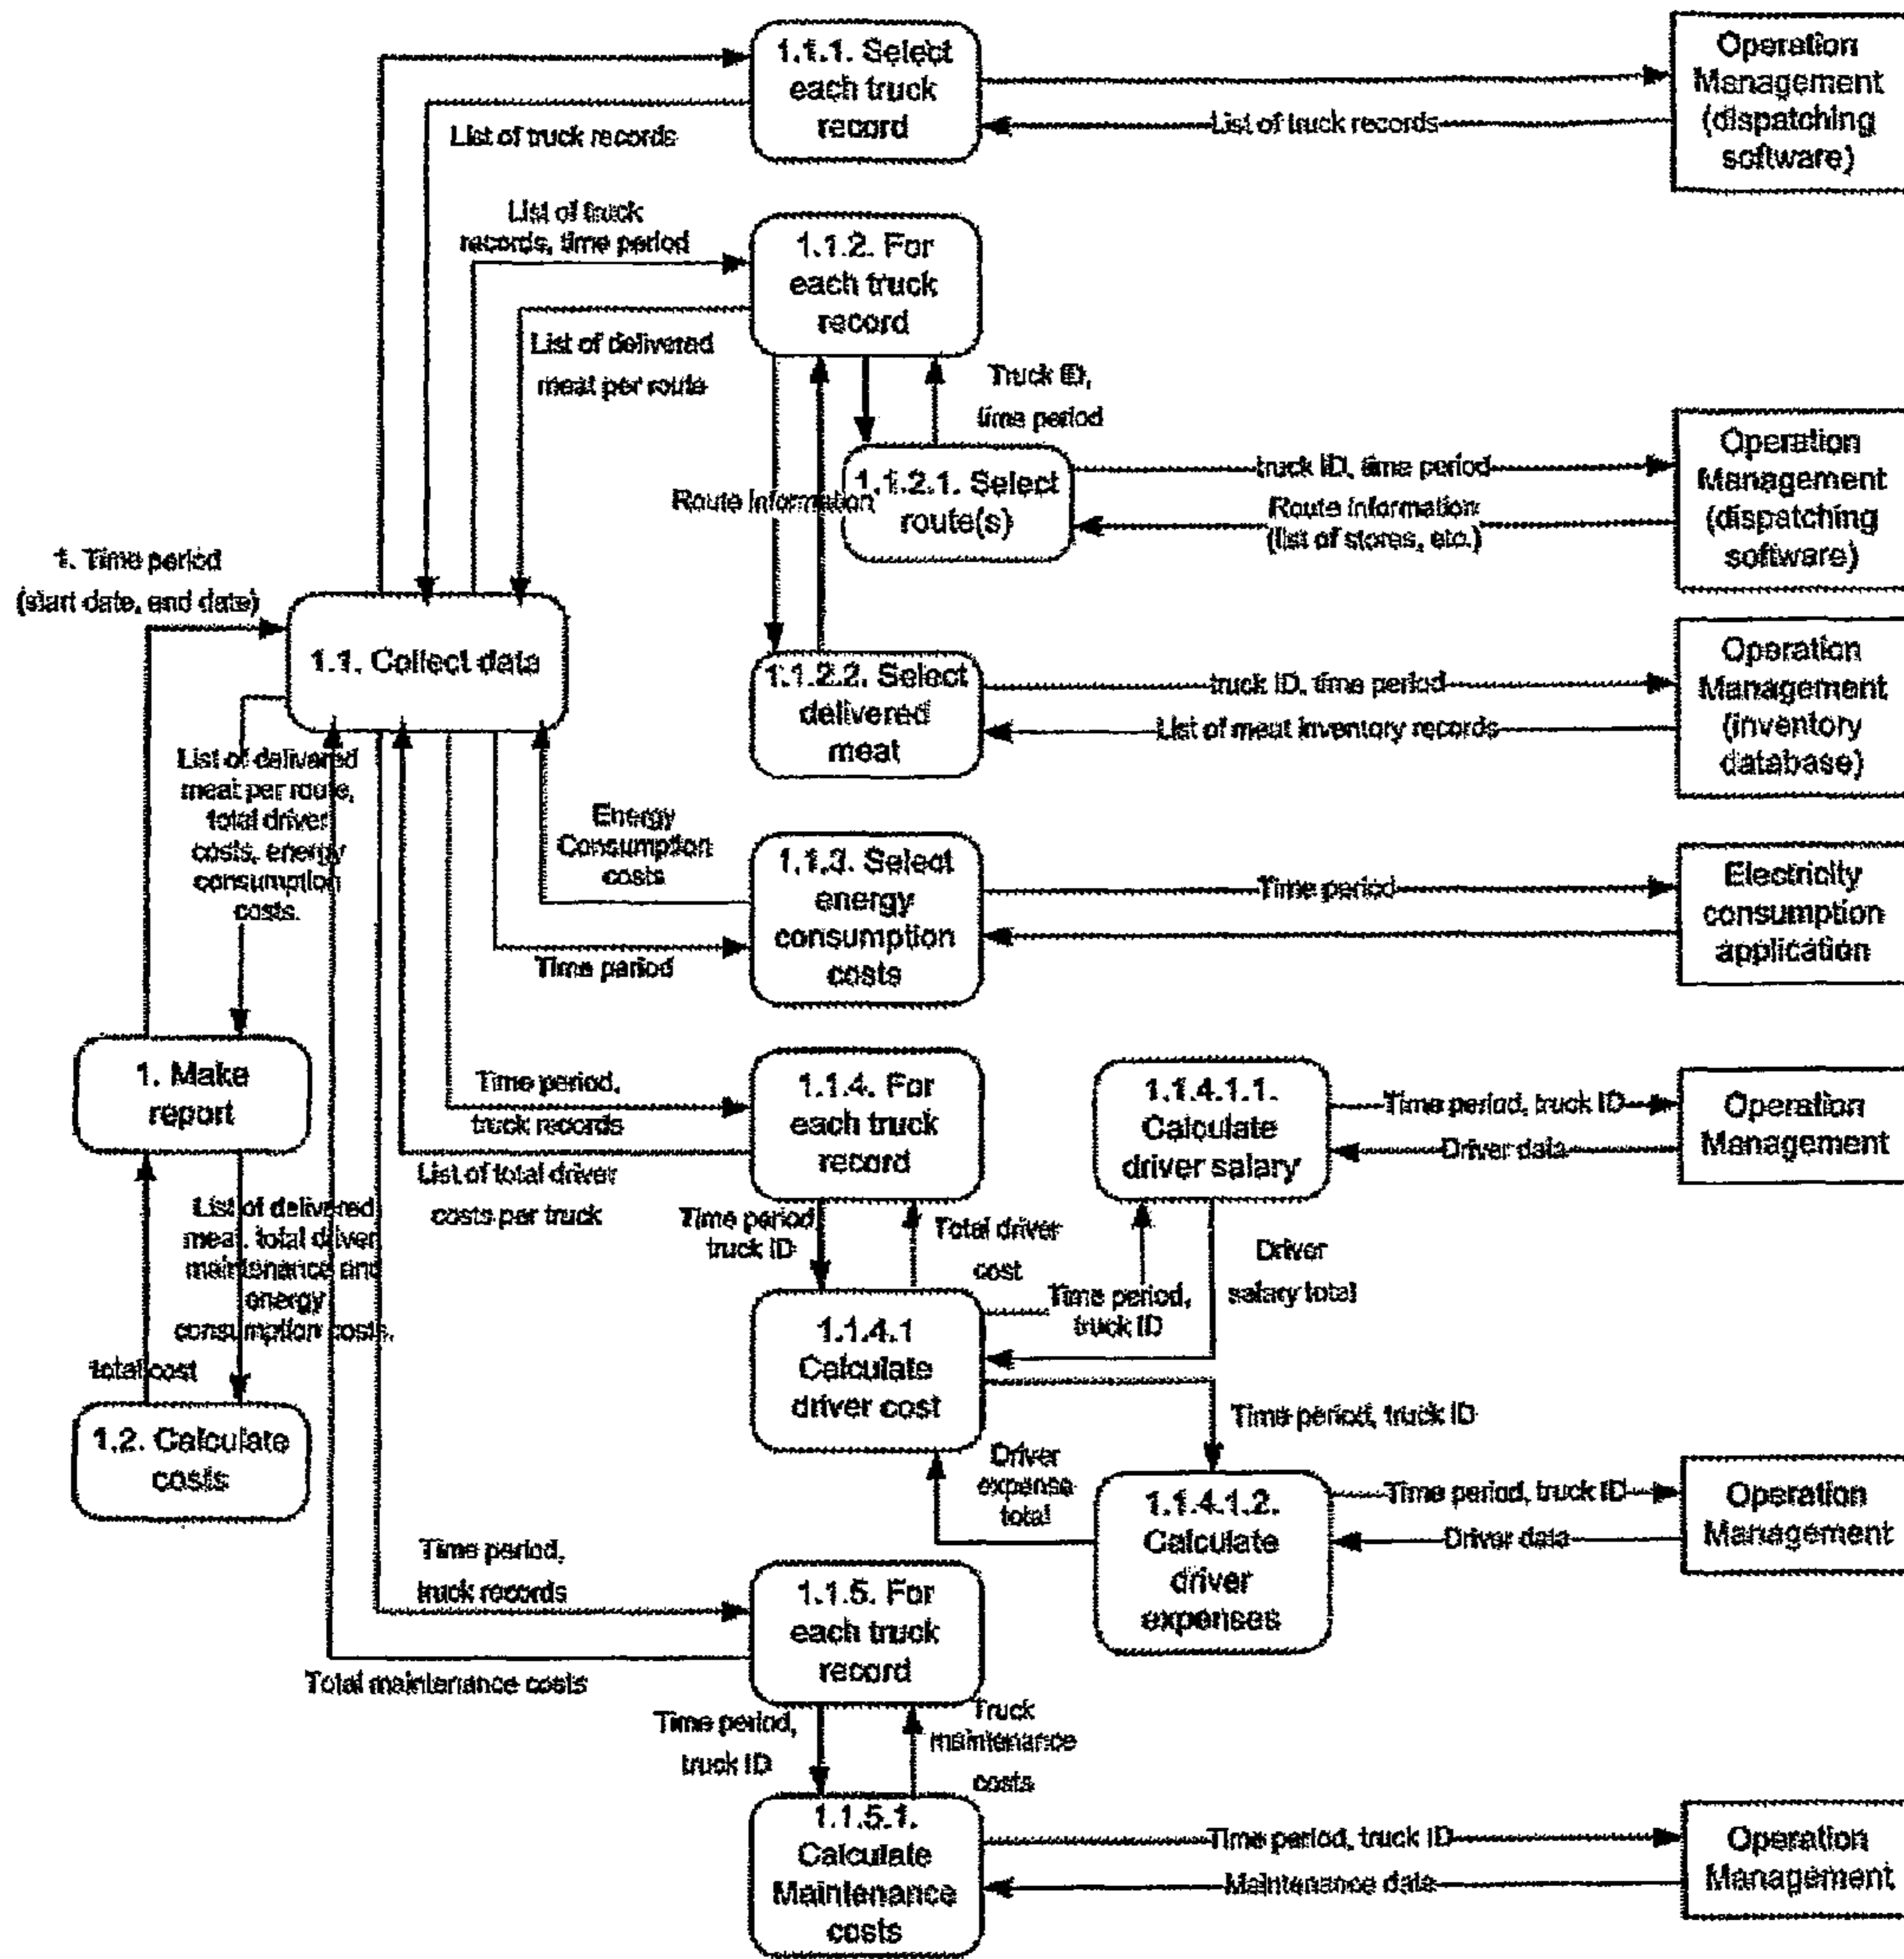 1.1.1. Select
each truck
record
Operation
Management
(dispatching
software)
List of truck records
List of truck records
List of truck
records, time period
1.1.2. For
each truck
record
List of delivered
meat per route
Truck ID,
time period
Route Information
1.1.2.1. Select
route(s)
truck ID, time period
Route Information
(list of stores, etc.)
Operation
Management
(dispatching
software)
1. Time period
(start date, end date)
1.1. Collect data
1.1.2.2. Select
delivered
meat
truck ID, time period
List of meat inventory records
Operation
Management
(inventory
database)
List of delivered
meat per route,
total driver
costs, energy
consumption
costs.
Energy
Consumption
costs
Time period
1.1.3. Select
energy
consumption
costs
Time period
Electricity
consumption
application
1. Make
report
Time period,
truck records
List of total driver
costs per truck
1.1.4. For
each truck
record
1.1.4.1.1.
Calculate
driver salary
Time period, truck ID
Driver data
Operation
Management
List of delivered
meat, total driver
maintenance and
energy
consumption costs.
total cost
1.2. Calculate
costs
Time period
truck ID
Total driver
cost
Time period,
truck ID
Driver
salary total
1.1.4.1
Calculate
driver cost
Time period, truck ID
Driver
expense
total
1.1.4.1.2.
Calculate
driver
expenses
Time period, truck ID
Driver data
Operation
Management
Time period,
truck records
Total maintenance costs
1.1.5. For
each truck
record
Time period,
truck ID
Truck
maintenance
costs
1.1.5.1.
Calculate
Maintenance
costs
Time period, truck ID
Maintenance data
Operation
Management